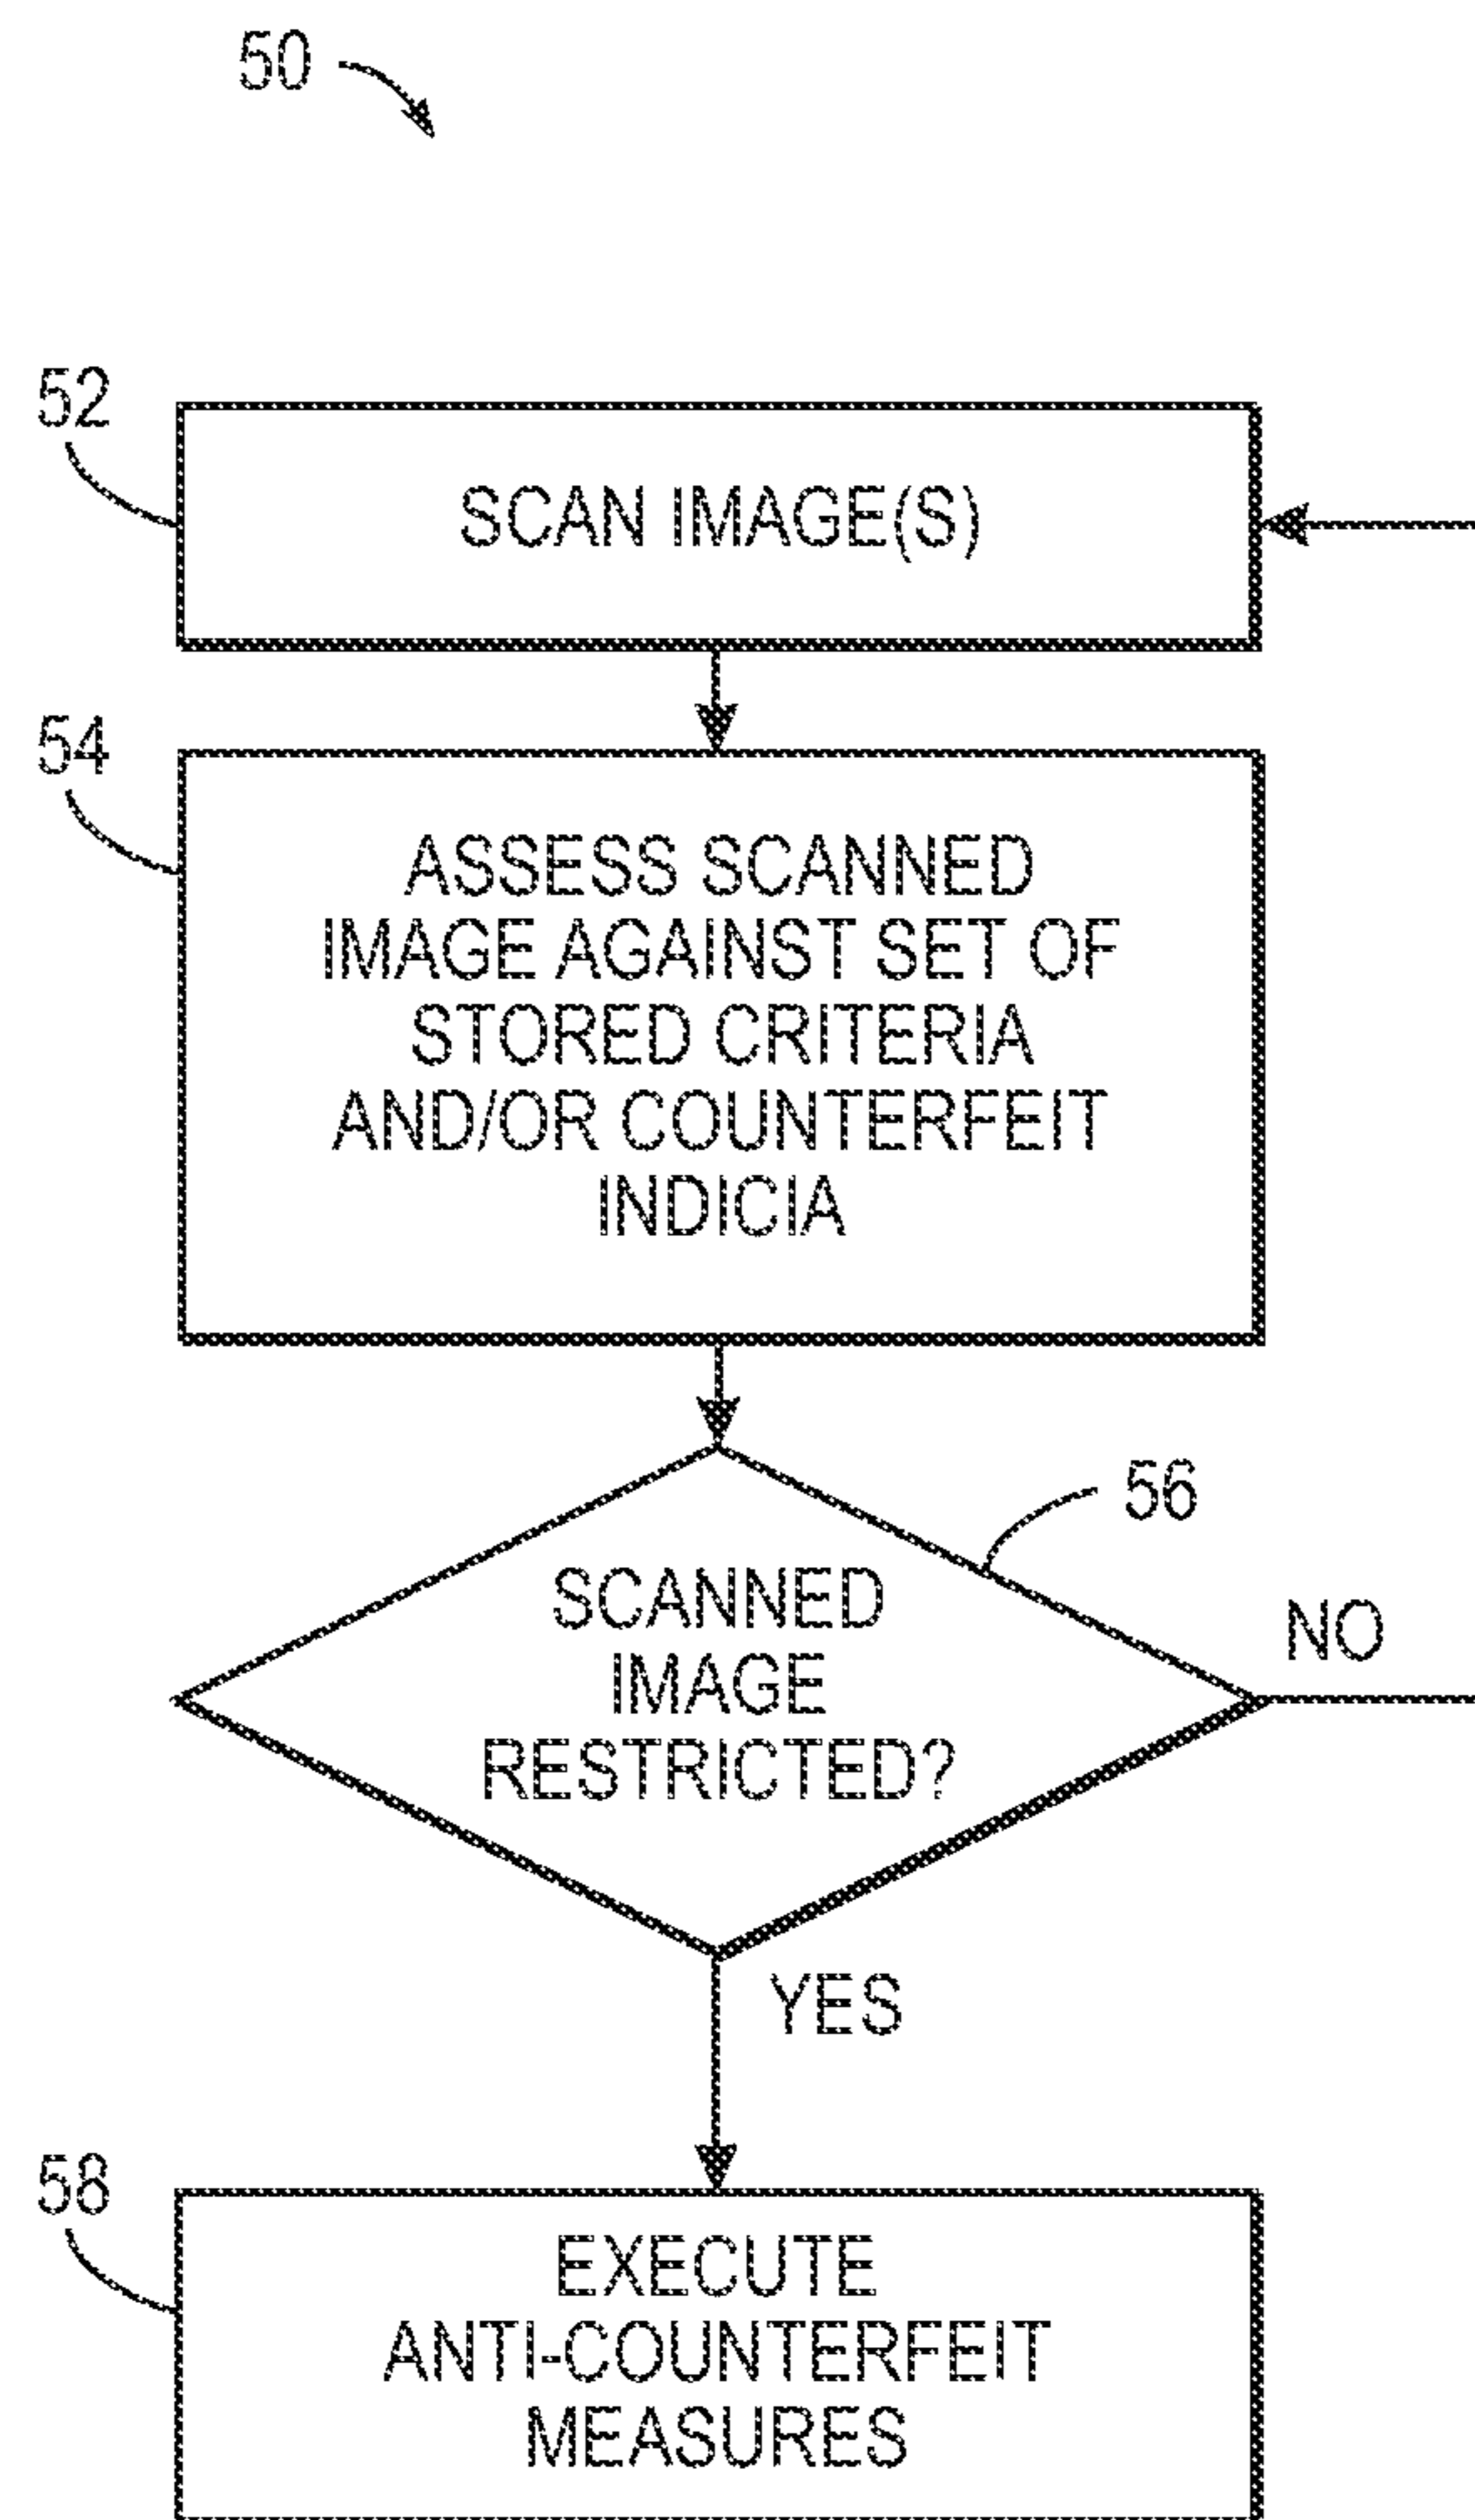 50
52
SCAN IMAGE(S)
54
ASSESS SCANNED
IMAGE AGAINST SET OF
STORED CRITERIA
AND/OR COUNTERFEIT
INDICIA
56
SCANNED
IMAGE
RESTRICTED?
NO
YES
58
EXECUTE
ANTI-COUNTERFEIT
MEASURES